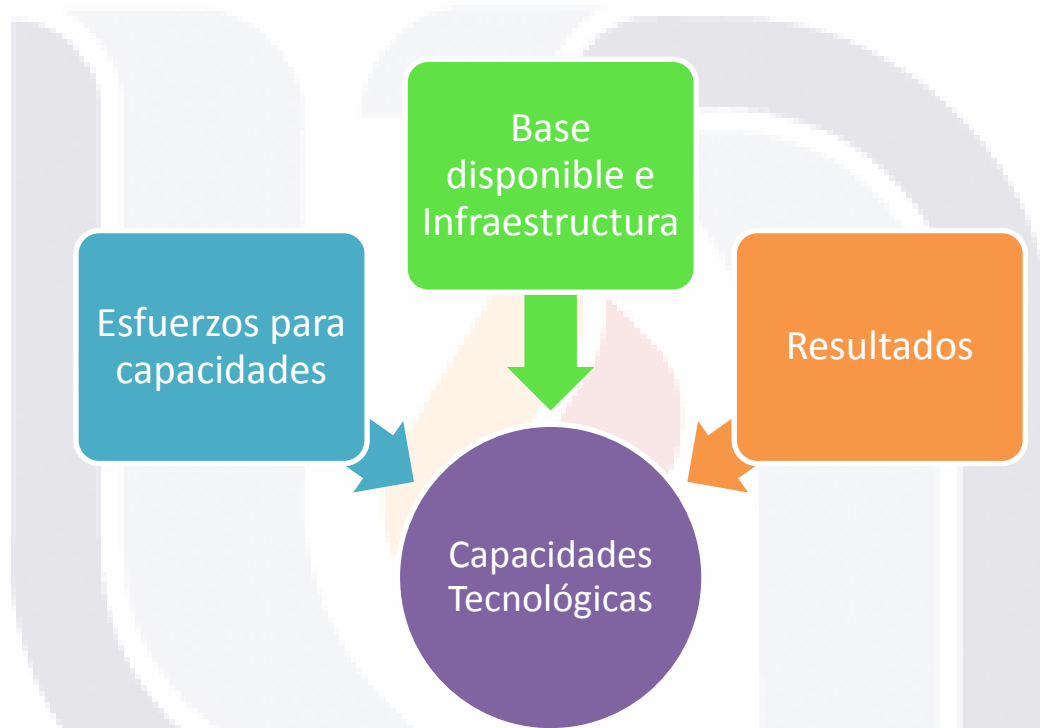 Base
disponible e
Infraestructura
Esfuerzos para
capacidades
Resultados
Capacidades
Tecnológicas